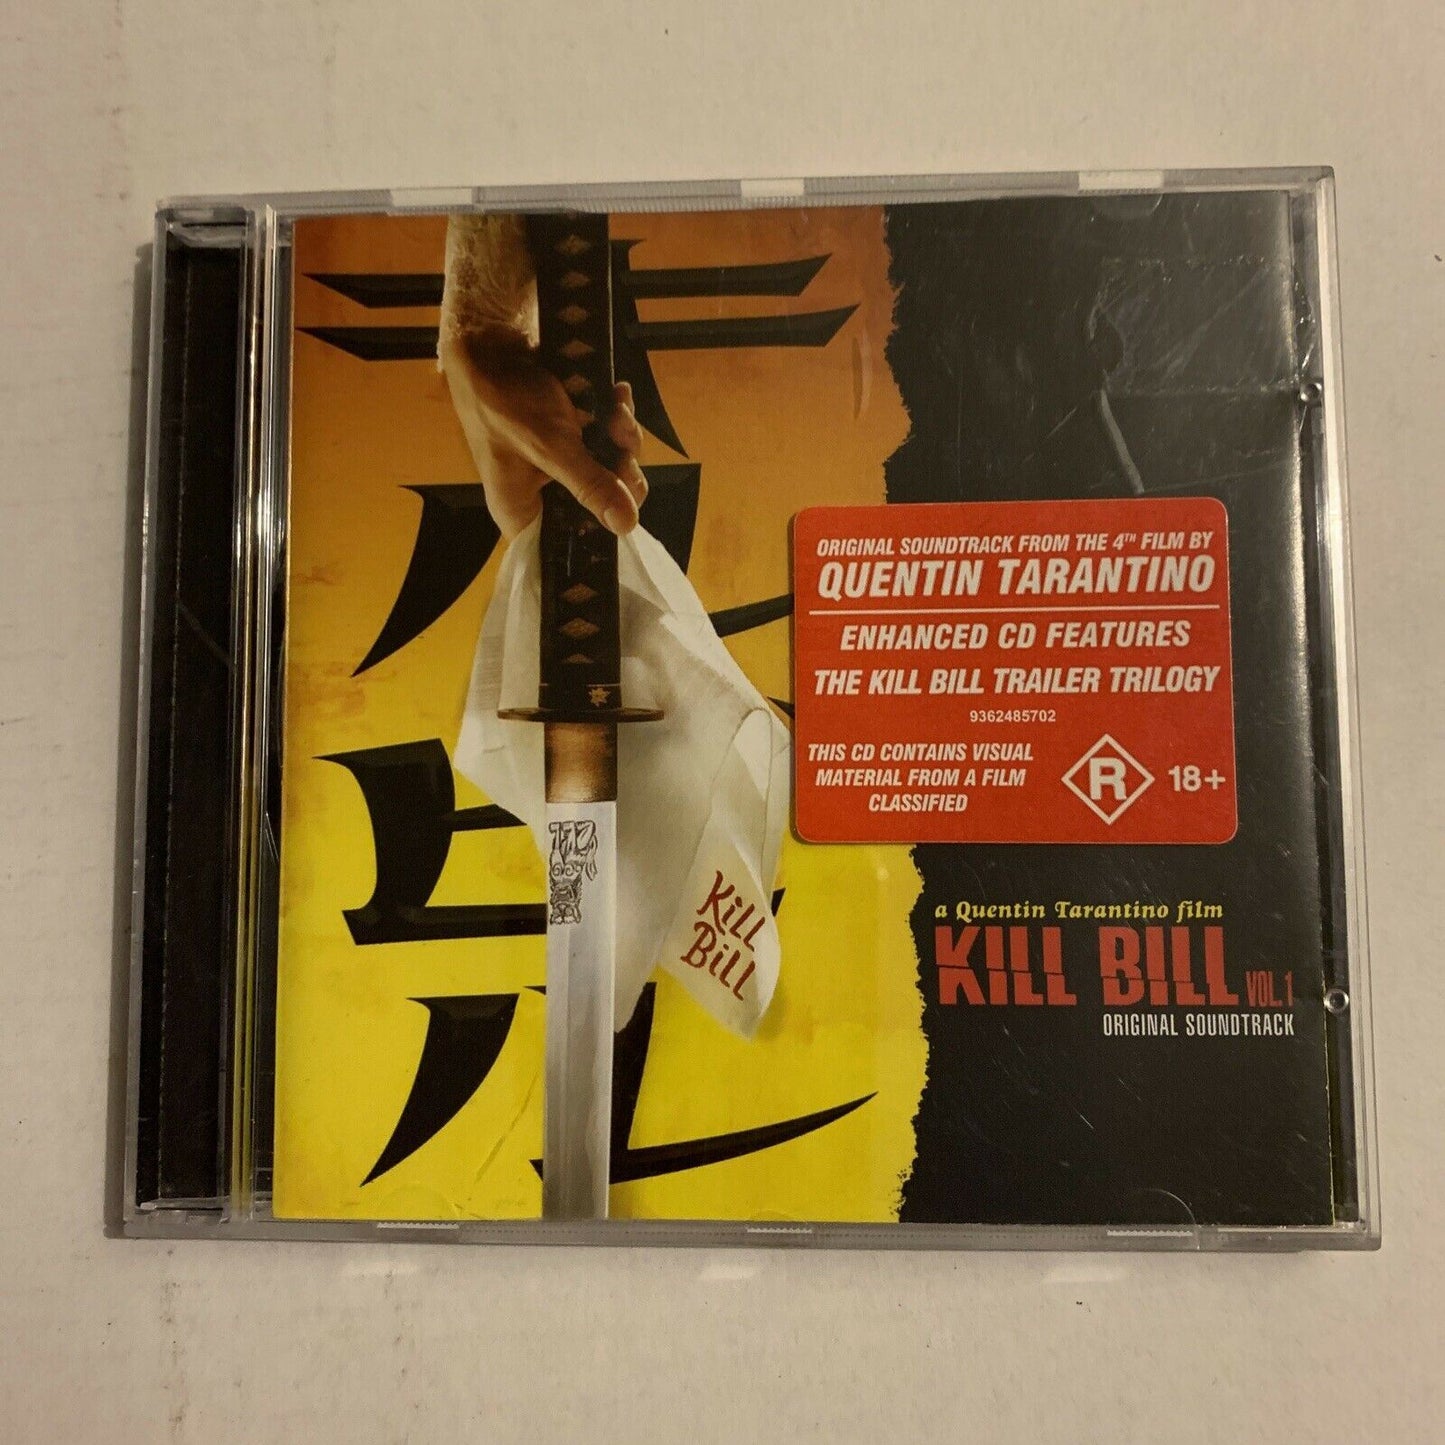 ORIGINAL SOUNDTRACK FROM THE 4TH FILM BY
QUENTIN TARANTINO
ENHANCED CD FEATURES
THE KILL BILL TRAILER TRILOGY
9362485702
THIS CD CONTAINS VISUAL
MATERIAL FROM A FILM
CLASSIFIED
R 18+
Kill
Bill
a Quentin Tarantino film
KILL BILL VOL.1
ORIGINAL SOUNDTRACK